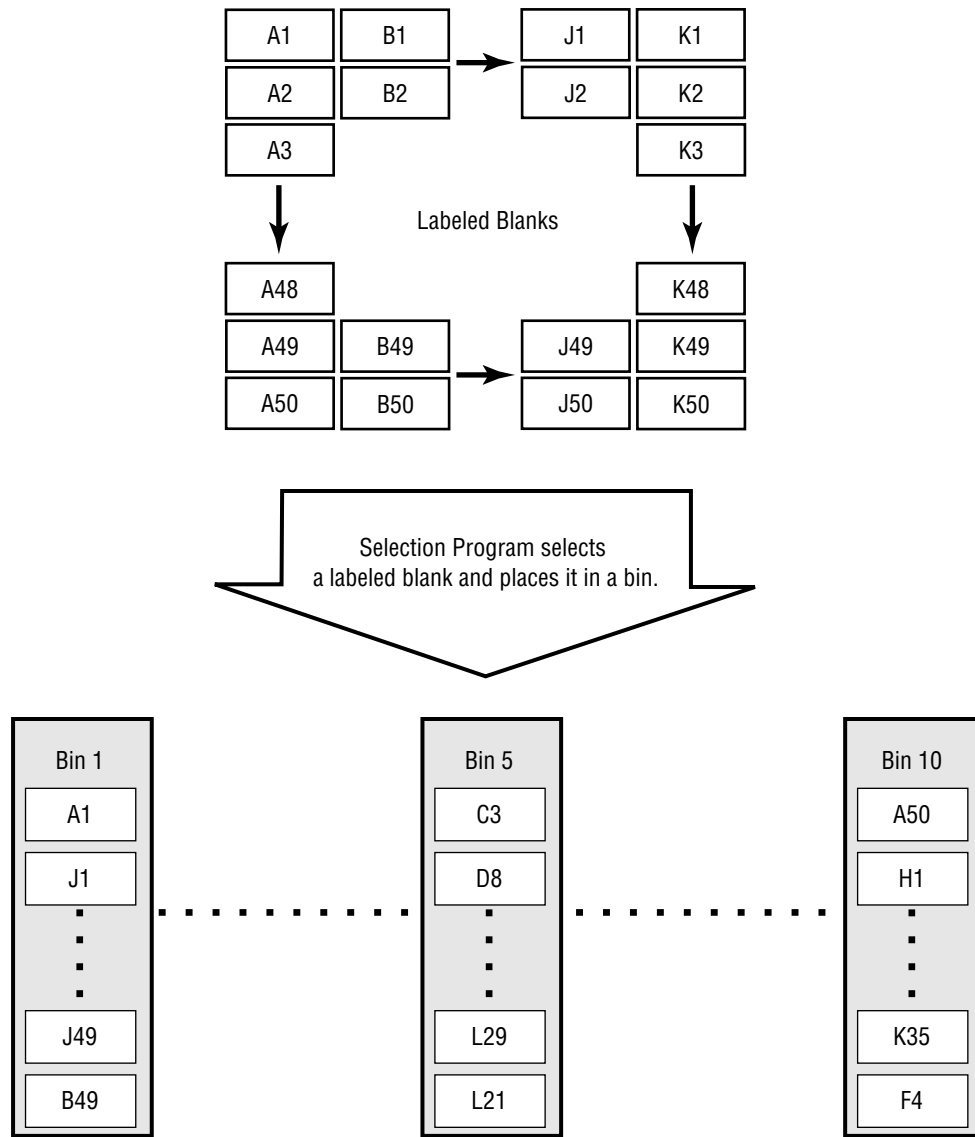 A1 B1 J1 K1
A2 B2 J2 K2
A3 K3
Labeled Blanks
A48 K48
A49 B49 J49 K49
A50 B50 J50 K50
Selection Program selects
a labeled blank and places it in a bin.
Bin 1 Bin 5 Bin 10
A1 C3 A50
J1 D8 H1
J49 L29 K35
B49 L21 F4